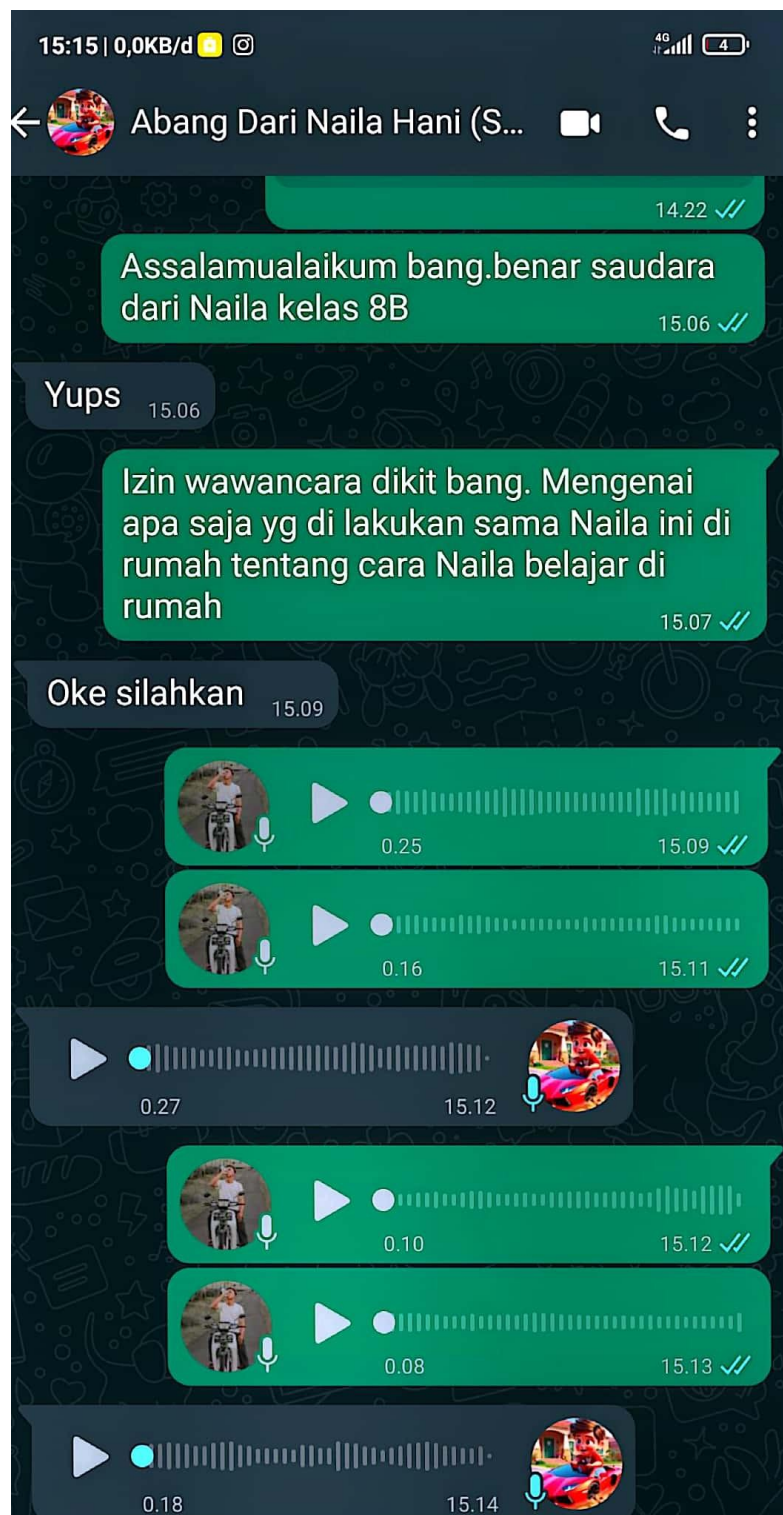 15:15 | 0,0KB/d
4G
4
Abang Dari Naila Hani (S...
14.22
Assalamualaikum bang.benar saudara
dari Naila kelas 8B
15.06
Yups
15.06
Izin wawancara dikit bang. Mengenai
apa saja yg di lakukan sama Naila ini di
rumah tentang cara Naila belajar di
rumah
15.07
Oke silahkan
15.09
0.25
15.09
0.16
15.11
0.27
15.12
0.10
15.12
0.08
15.13
0.18
15.14